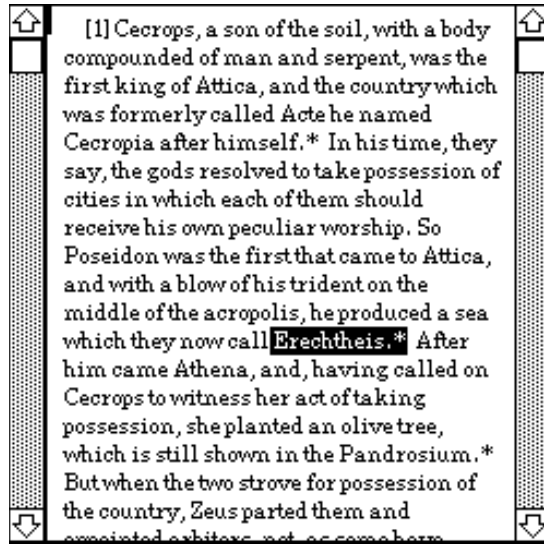 [1] Cecrops, a son of the soil, with a body
compounded of man and serpent, was the
first king of Attica, and the country which
was formerly called Acte he named
Cecropia after himself.* In his time, they
say, the gods resolved to take possession of
cities in which each of them should
receive his own peculiar worship. So
Poseidon was the first that came to Attica,
and with a blow of his trident on the
middle of the acropolis, he produced a sea
which they now call Erechtheis.* After
him came Athena, and, having called on
Cecrops to witness her act of taking
possession, she planted an olive tree,
which is still shown in the Pandrosium.*
But when the two strove for possession of
the country, Zeus parted them and